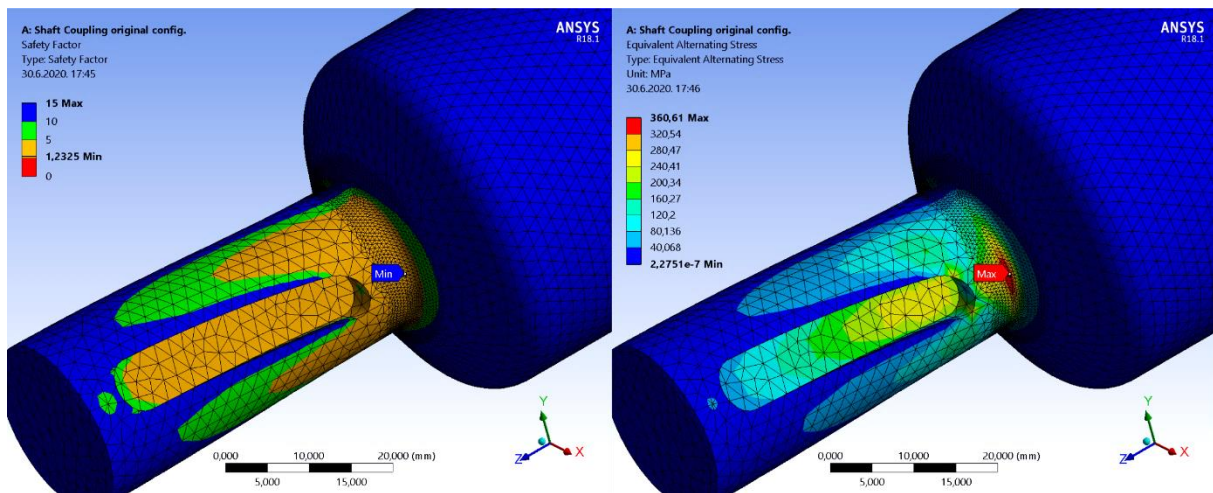 A: Shaft Coupling original config.
Safety Factor
Type: Safety Factor
30.6.2020. 17:45
ANSYS
R18.1
15 Max
10
5
1,2325 Min
0
Min
Y
Z
X
0,000
10,000
20,000 (mm)
5,000
15,000
A: Shaft Coupling original config.
Equivalent Alternating Stress
Type: Equivalent Alternating Stress
Unit: MPa
30.6.2020. 17:46
ANSYS
R18.1
360,61 Max
320,54
280,47
240,41
200,34
160,27
120,2
80,136
40,068
2,2751e-7 Min
Max
Y
Z
X
0,000
10,000
20,000 (mm)
5,000
15,000